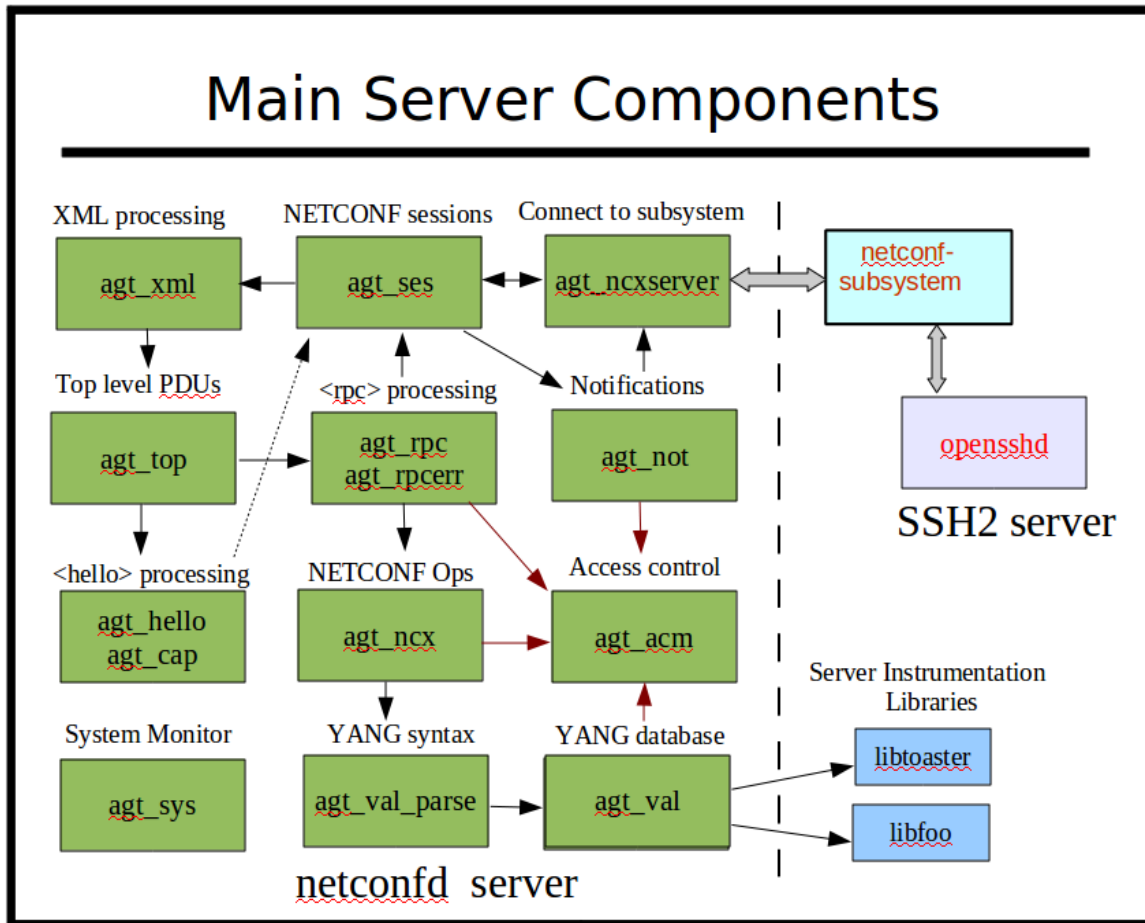 Main Server Components
XML processing
NETCONF sessions
Connect to subsystem
agt_xml
agt_ses
agt_ncxserver
netconf-
subsystem
Top level PDUs
<rpc> processing
Notifications
agt_top
agt_rpc
agt_rpcerr
agt_not
opensshd
SSH2 server
<hello> processing
NETCONF Ops
Access control
agt_hello
agt_cap
agt_ncx
agt_acm
Server Instrumentation
Libraries
System Monitor
YANG syntax
YANG database
libtoaster
agt_sys
agt_val_parse
agt_val
libfoo
netconfd server